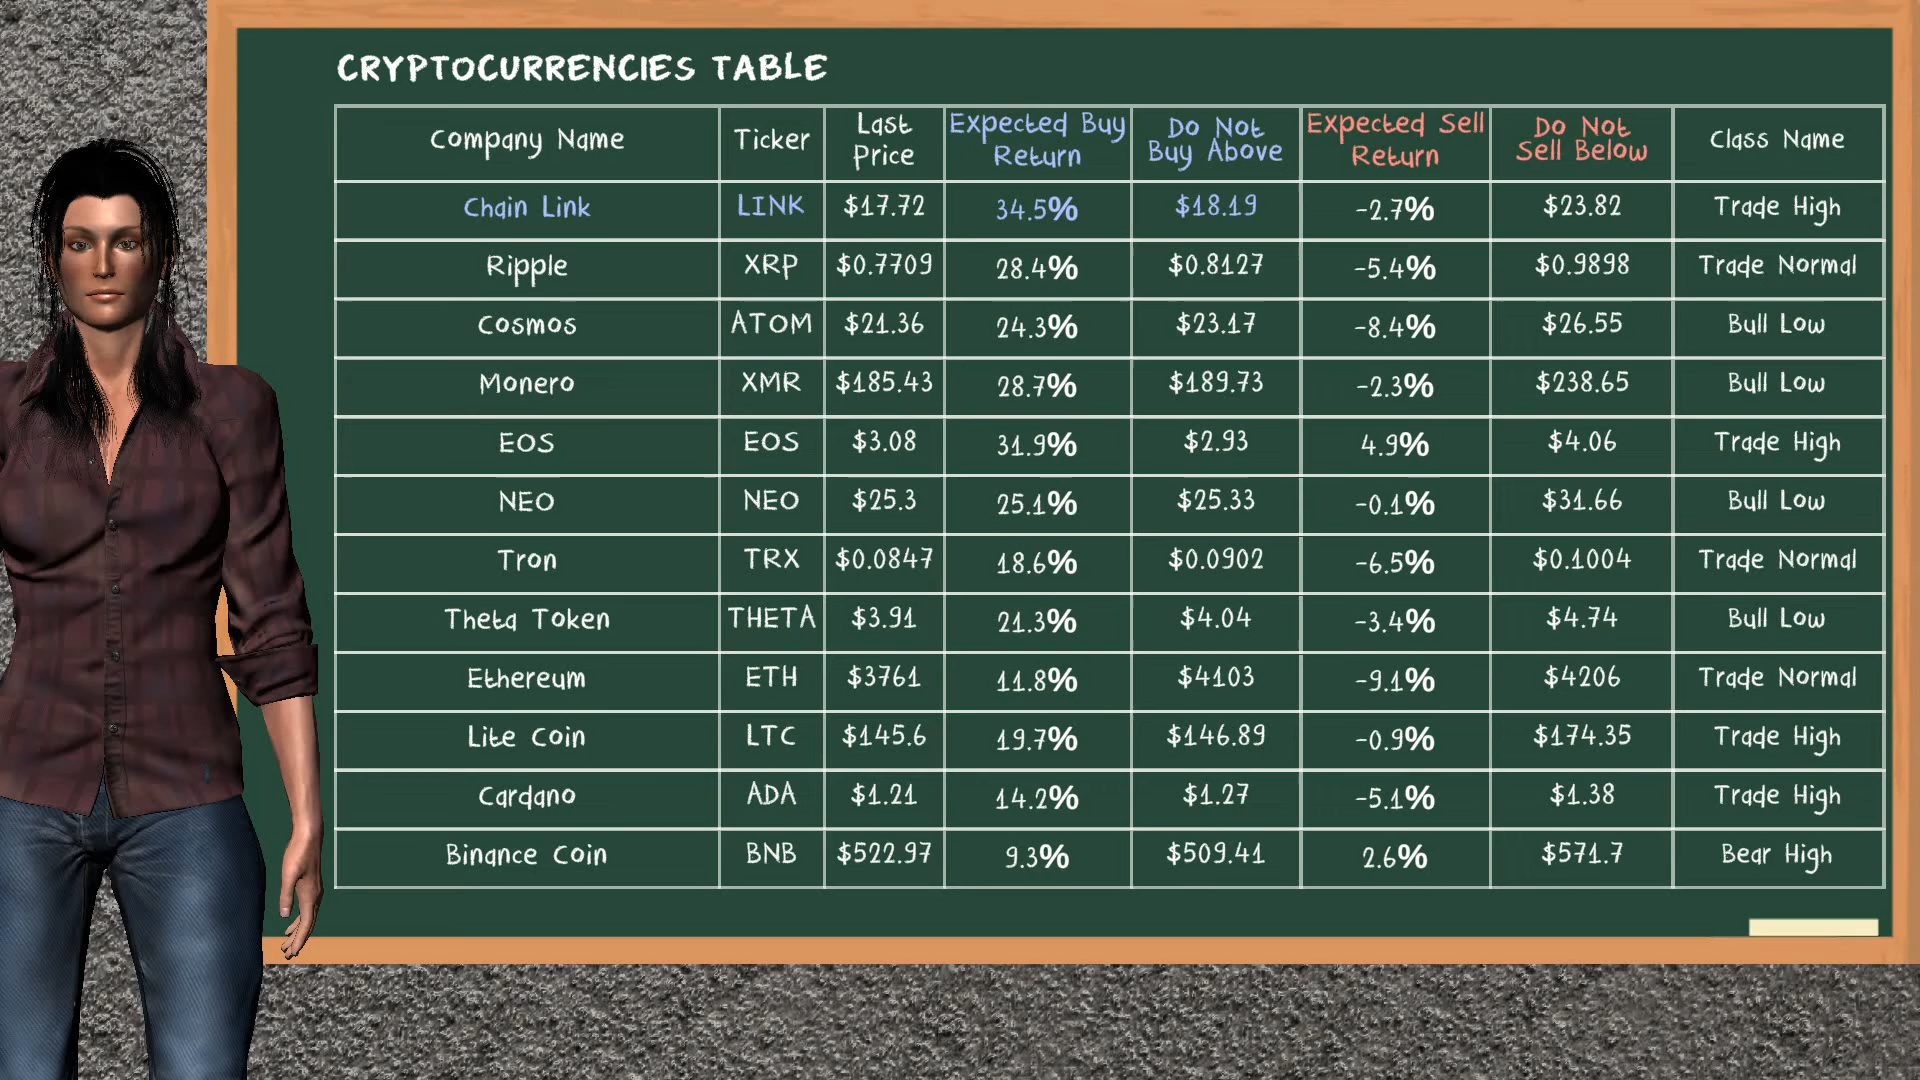 CRYPTOCURRENCIES TABLE
Company Name Ticker Last Price Expected Buy Return Do Not Buy Above Expected Sell Return Do Not Sell Below Class Name
Chain Link LINK $17.72 34.5% $18.19 -2.7% $23.82 Trade High
Ripple XRP $0.7709 28.4% $0.8127 -5.4% $0.9898 Trade Normal
Cosmos ATOM $21.36 24.3% $23.17 -8.4% $26.55 Bull Low
Monero XMR $185.43 28.7% $189.73 -2.3% $238.65 Bull Low
EOS EOS $3.08 31.9% $2.93 4.9% $4.06 Trade High
NEO NEO $25.3 25.1% $25.33 -0.1% $31.66 Bull Low
Tron TRX $0.0847 18.6% $0.0902 -6.5% $0.1004 Trade Normal
Theta Token THETA $3.91 21.3% $4.04 -3.4% $4.74 Bull Low
Ethereum ETH $3761 11.8% $4103 -9.1% $4206 Trade Normal
Lite Coin LTC $145.6 19.7% $146.89 -0.9% $174.35 Trade High
Cardano ADA $1.21 14.2% $1.27 -5.1% $1.38 Trade High
Binance Coin BNB $522.97 9.3% $509.41 2.6% $571.7 Bear High